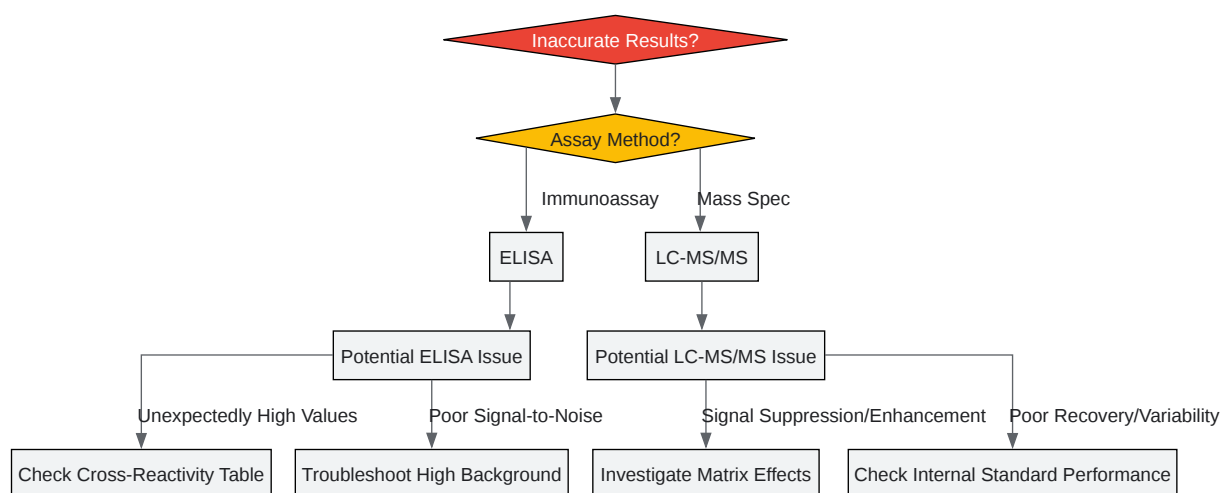 Inaccurate Results?
Assay Method?
Immunoassay
Mass Spec
ELISA
LC-MS/MS
Potential ELISA Issue
Potential LC-MS/MS Issue
Unexpectedly High Values
Poor Signal-to-Noise
Signal Suppression/Enhancement
Poor Recovery/Variability
Check Cross-Reactivity Table
Troubleshoot High Background
Investigate Matrix Effects
Check Internal Standard Performance